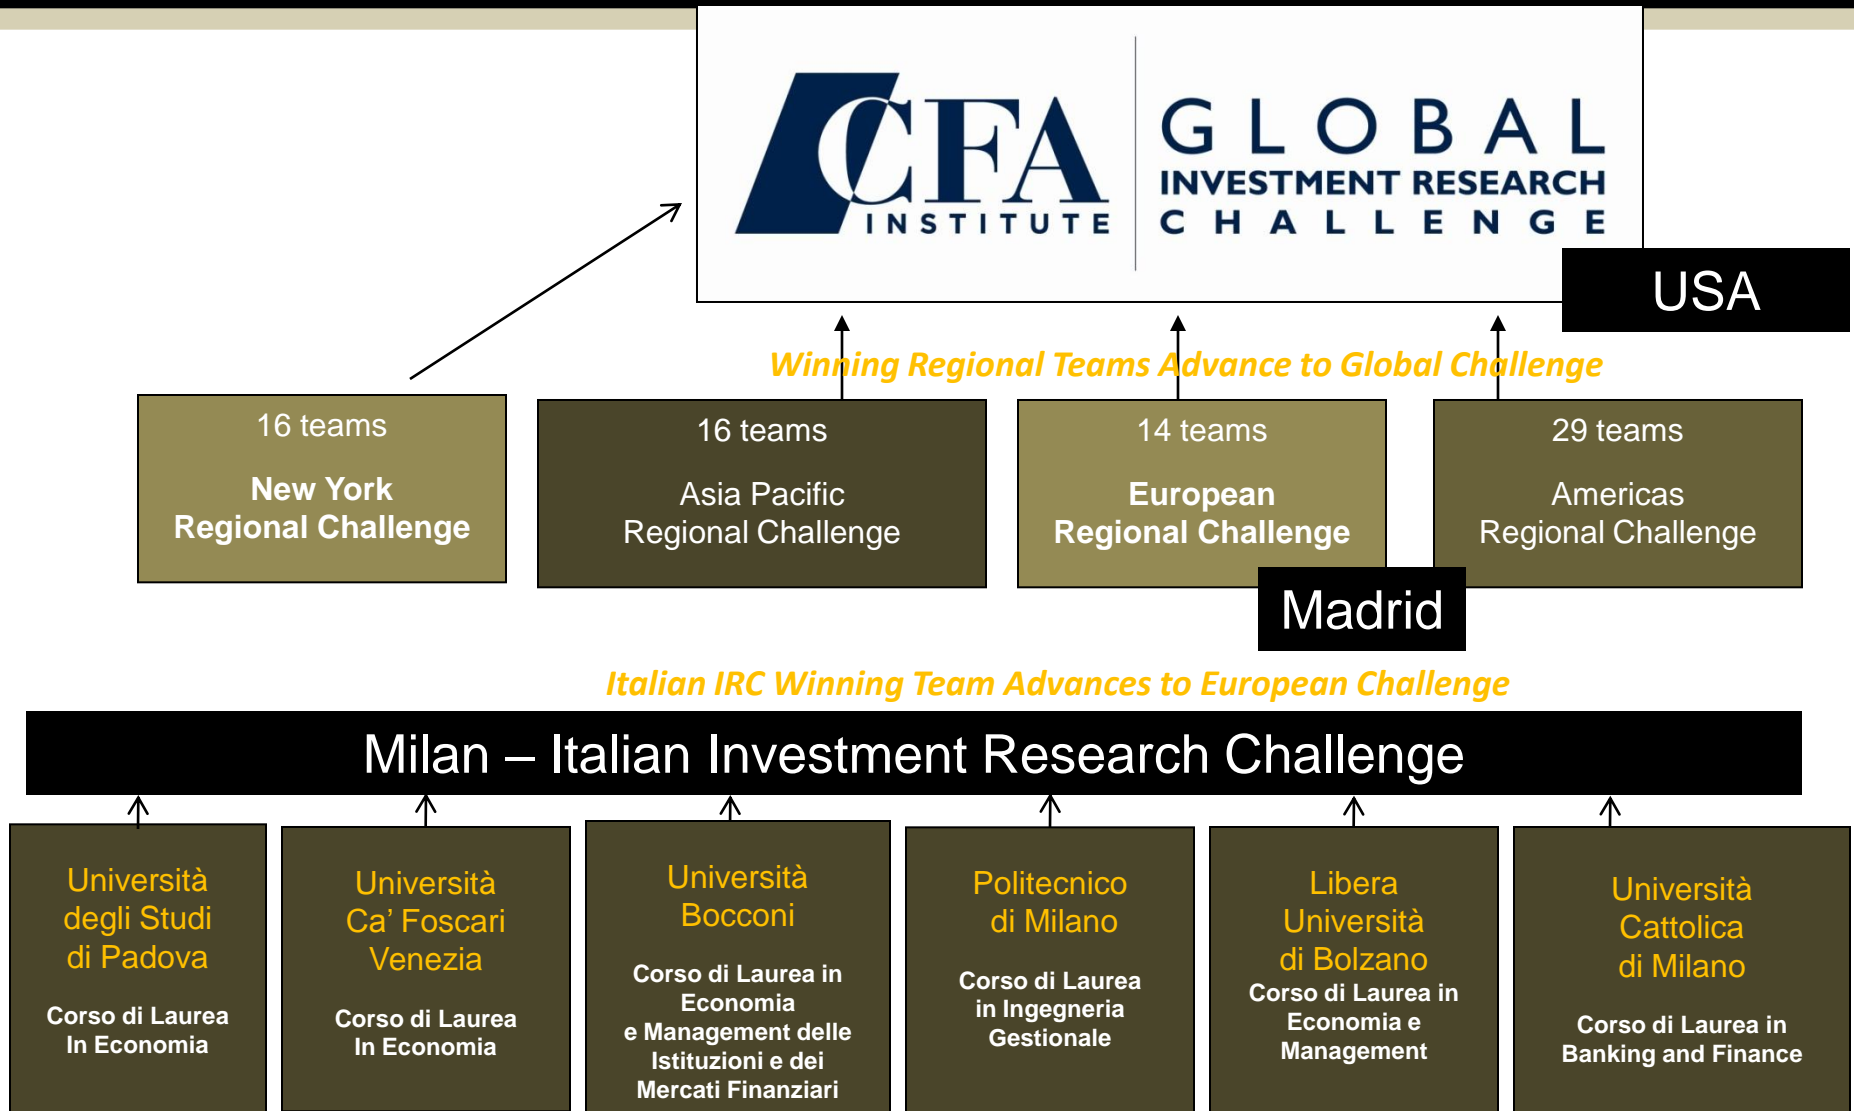 CFA
INSTITUTE
GLOBAL
INVESTMENT RESEARCH
CHALLENGE
USA
Winning Regional Teams Advance to Global Challenge
16 teams
New York
Regional Challenge
16 teams
Asia Pacific
Regional Challenge
14 teams
European
Regional Challenge
29 teams
Americas
Regional Challenge
Madrid
Italian IRC Winning Team Advances to European Challenge
Milan – Italian Investment Research Challenge
Università
degli Studi
di Padova
Corso di Laurea
In Economia
Università
Ca’ Foscari
Venezia
Corso di Laurea
In Economia
Università
Bocconi
Corso di Laurea in
Economia
e Management delle
Istituzioni e dei
Mercati Finanziari
Politecnico
di Milano
Corso di Laurea
in Ingegneria
Gestionale
Libera
Università
di Bolzano
Corso di Laurea in
Economia e
Management
Università
Cattolica
di Milano
Corso di Laurea in
Banking and Finance